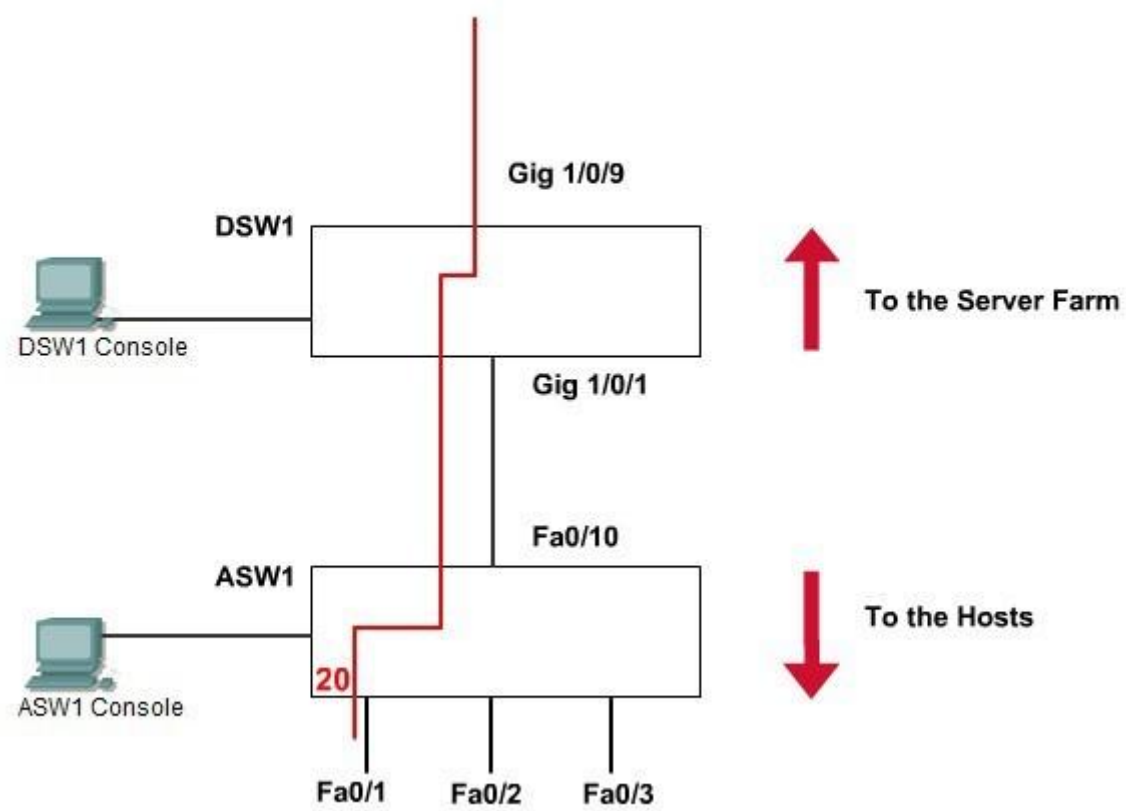 Gig 1/0/9
DSW1
To the Server Farm
DSW1 Console
Gig 1/0/1
Fa0/10
ASW1
To the Hosts
20
ASW1 Console
Fa0/1
Fa0/2
Fa0/3